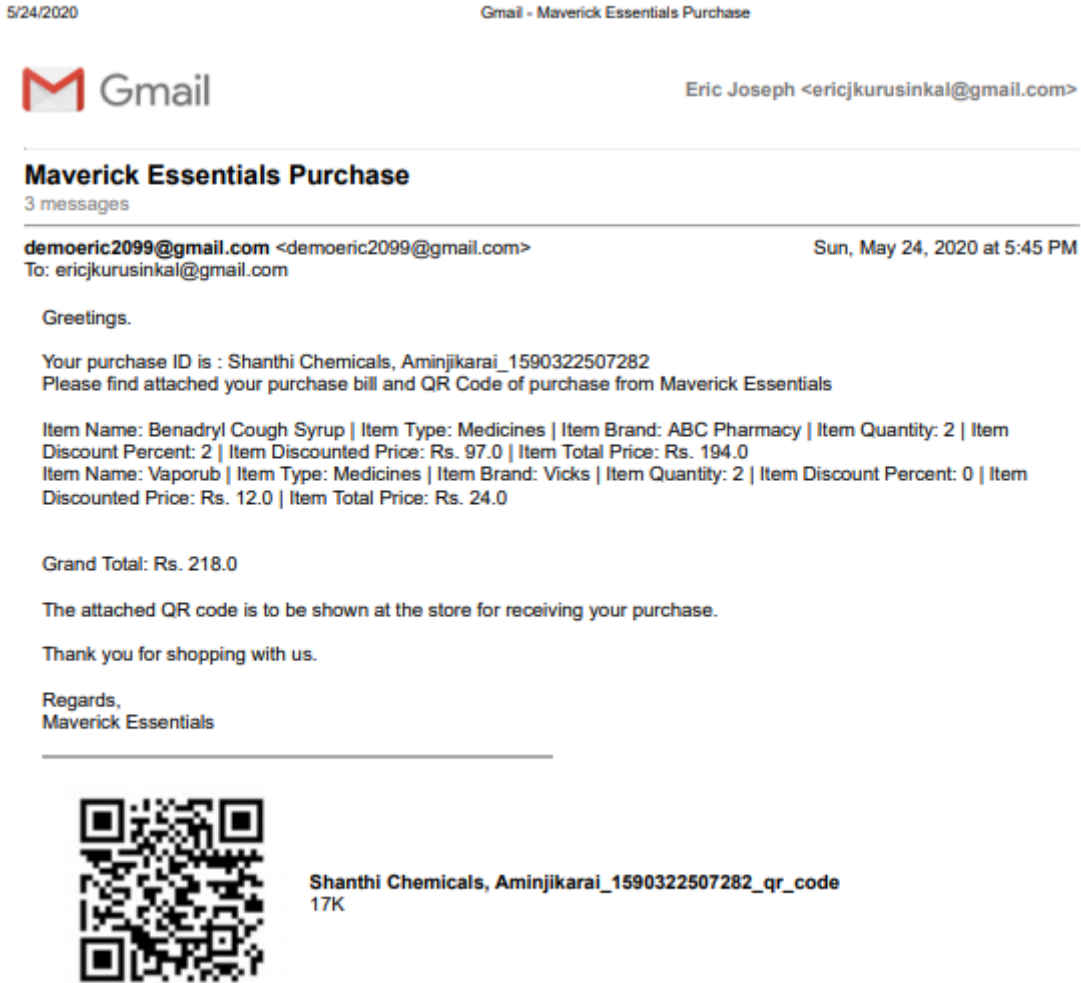 5/24/2020 Gmail - Maverick Essentials Purchase
Gmail Eric Joseph <ericjkurusinkal@gmail.com>
Maverick Essentials Purchase
3 messages
demoeric2099@gmail.com <demoeric2099@gmail.com> Sun, May 24, 2020 at 5:45 PM
To: ericjkurusinkal@gmail.com
Greetings.
Your purchase ID is : Shanthi Chemicals, Aminjikarai_1590322507282
Please find attached your purchase bill and QR Code of purchase from Maverick Essentials
Item Name: Benadryl Cough Syrup | Item Type: Medicines | Item Brand: ABC Pharmacy | Item Quantity: 2 | Item
Discount Percent: 2 | Item Discounted Price: Rs. 97.0 | Item Total Price: Rs. 194.0
Item Name: Vaporub | Item Type: Medicines | Item Brand: Vicks | Item Quantity: 2 | Item Discount Percent: 0 | Item
Discounted Price: Rs. 12.0 | Item Total Price: Rs. 24.0
Grand Total: Rs. 218.0
The attached QR code is to be shown at the store for receiving your purchase.
Thank you for shopping with us.
Regards,
Maverick Essentials
Shanthi Chemicals, Aminjikarai_1590322507282_qr_code
17K